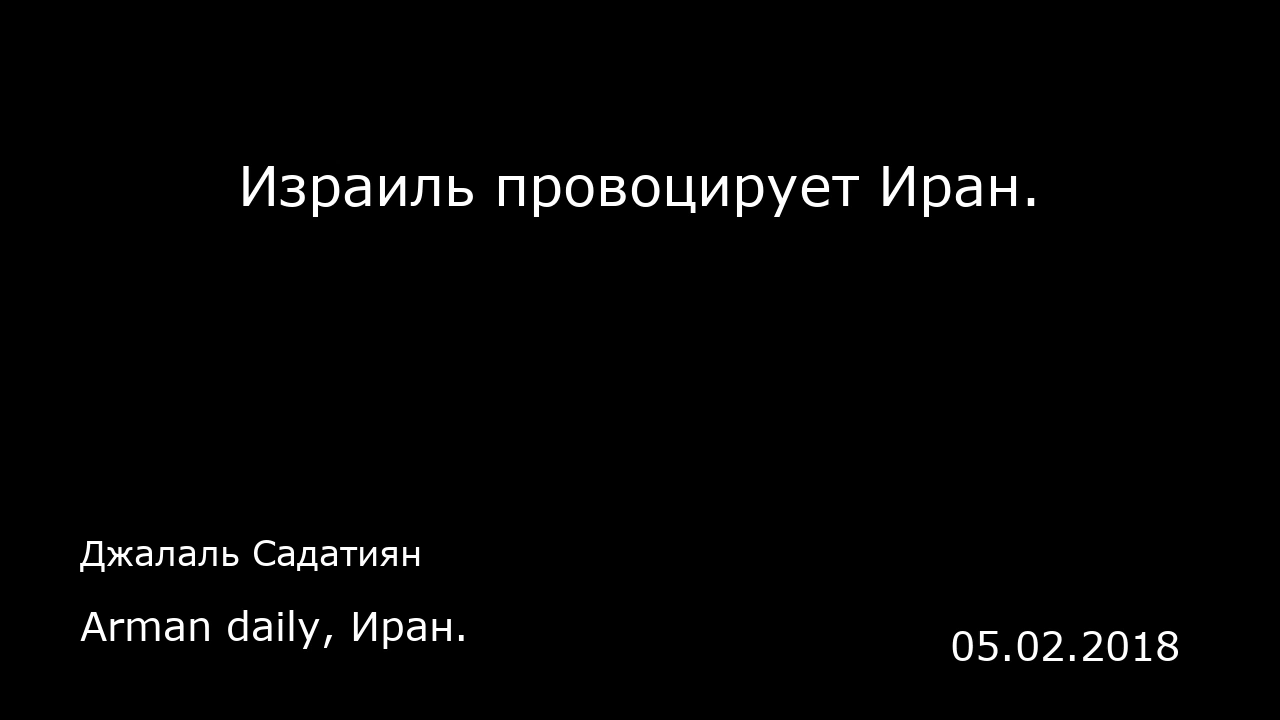 Израиль провоцирует Иран.
Джалаль Садатиян
Arman daily, Иран.
05.02.2018